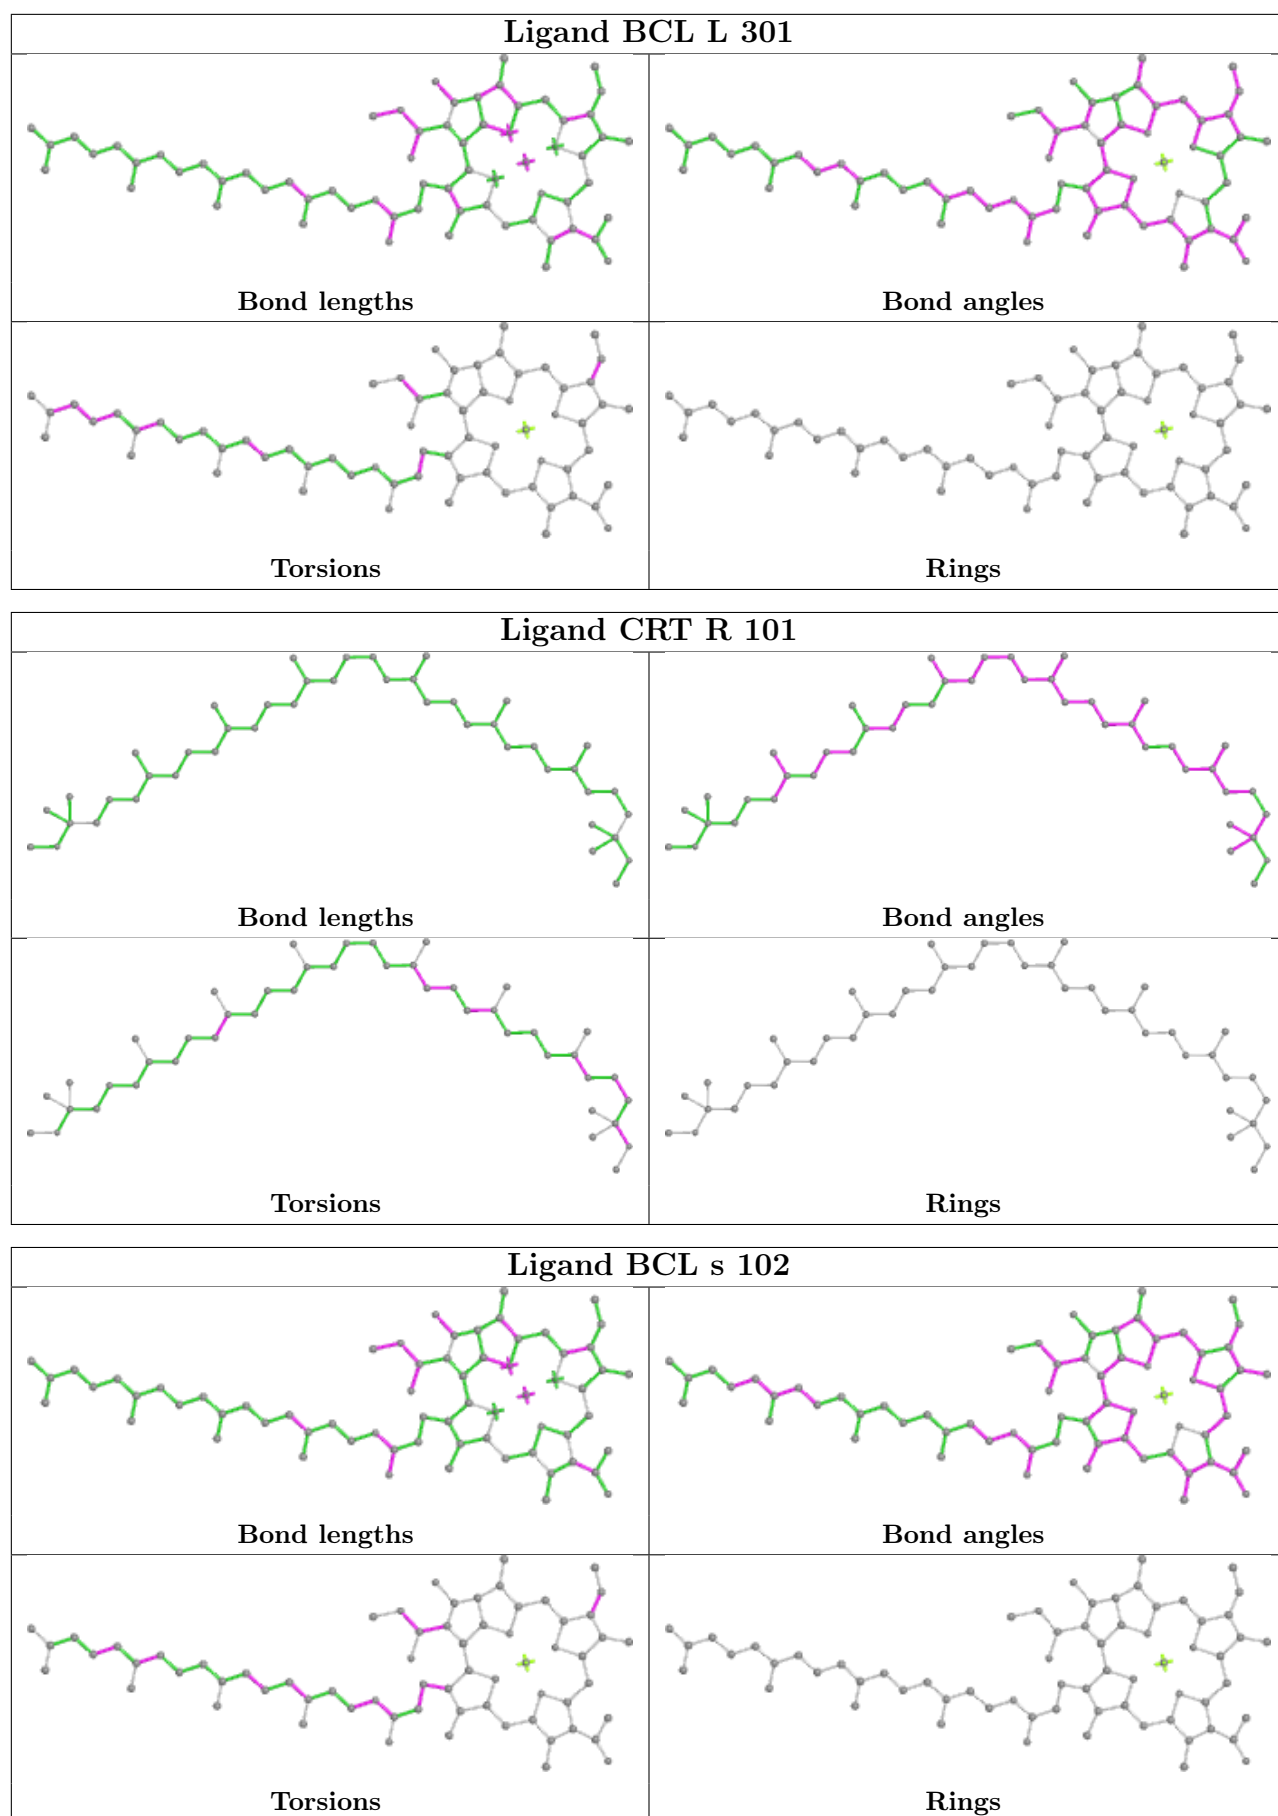 Ligand BCL L 301
Bond lengths
Bond angles
Torsions
Rings
Ligand CRT R 101
Bond lengths
Bond angles
Torsions
Rings
Ligand BCL s 102
Bond lengths
Bond angles
Torsions
Rings